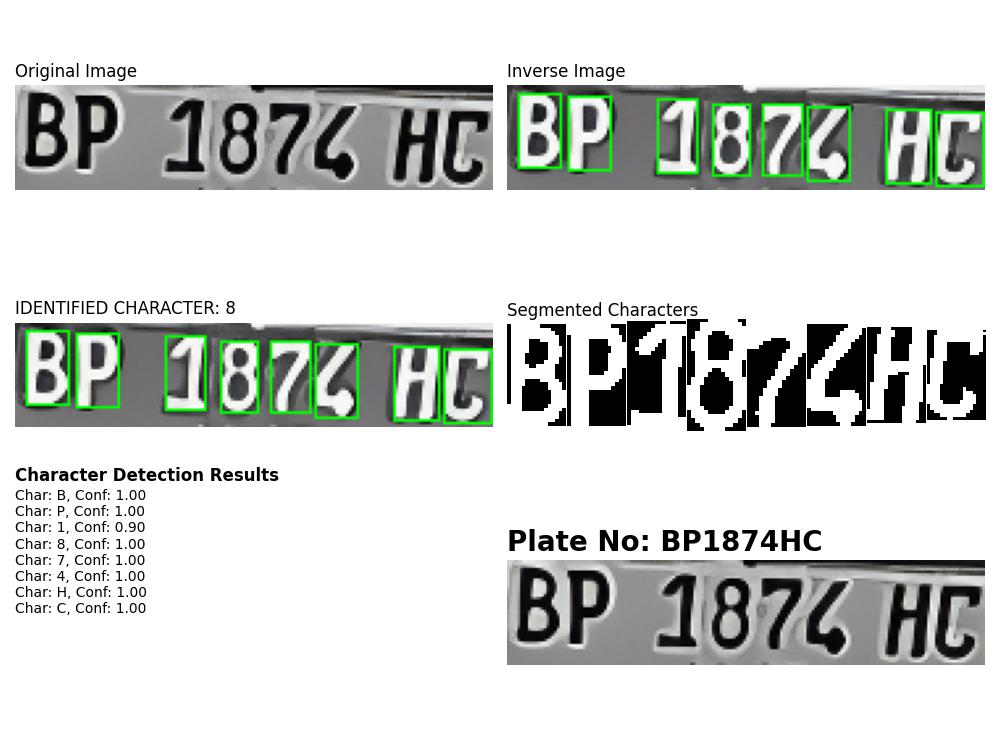 Original Image
BP 1874 HC
Inverse Image
BP 1874 HC
IDENTIFIED CHARACTER: 8
BP 1874 HC
Segmented Characters
BP1874HC
Character Detection Results
Char: B, Conf: 1.00
Char: P, Conf: 1.00
Char: 1, Conf: 0.90
Char: 8, Conf: 1.00
Char: 7, Conf: 1.00
Char: 4, Conf: 1.00
Char: H, Conf: 1.00
Char: C, Conf: 1.00
Plate No: BP1874HC
BP 1874 HC